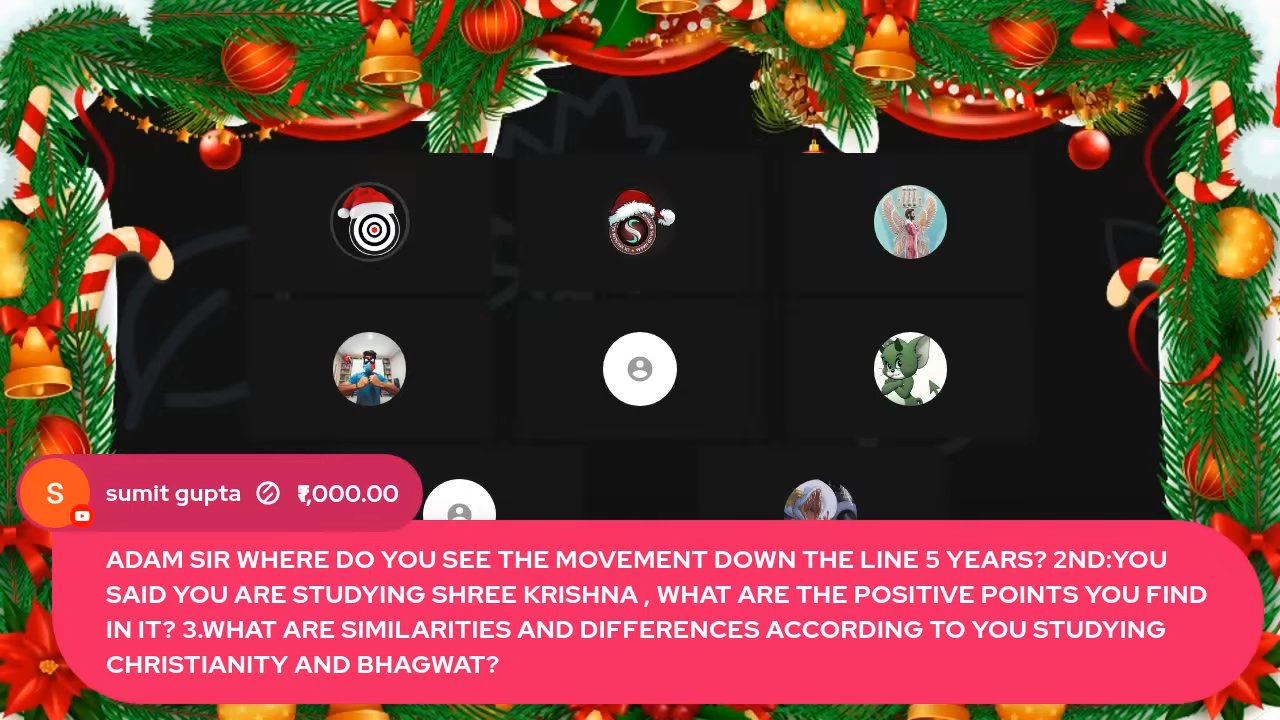 sumit gupta ₹1,000.00
ADAM SIR WHERE DO YOU SEE THE MOVEMENT DOWN THE LINE 5 YEARS? 2ND:YOU
SAID YOU ARE STUDYING SHREE KRISHNA , WHAT ARE THE POSITIVE POINTS YOU FIND
IN IT? 3.WHAT ARE SIMILARITIES AND DIFFERENCES ACCORDING TO YOU STUDYING
CHRISTIANITY AND BHAGWAT?
S